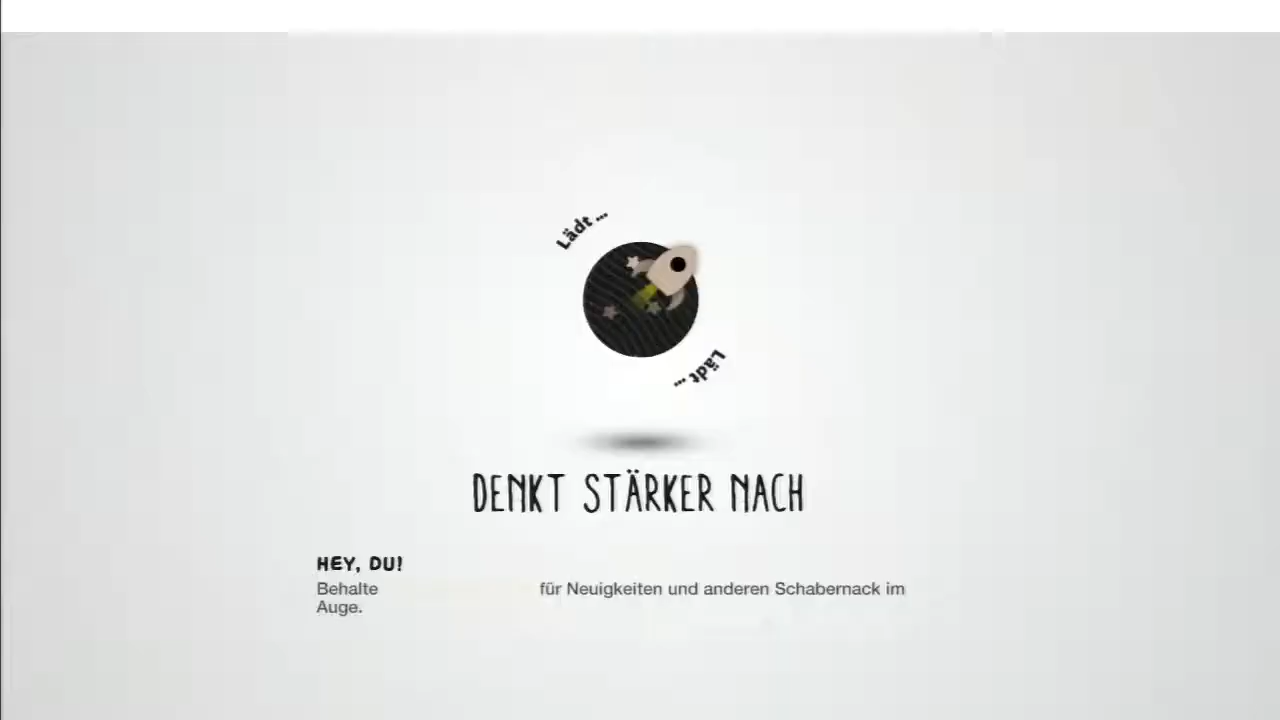 Lädt ...
Lädt ...
DENKT STÄRKER NACH
HEY, DU!
Behalte für Neuigkeiten und anderen Schabernack im
Auge.